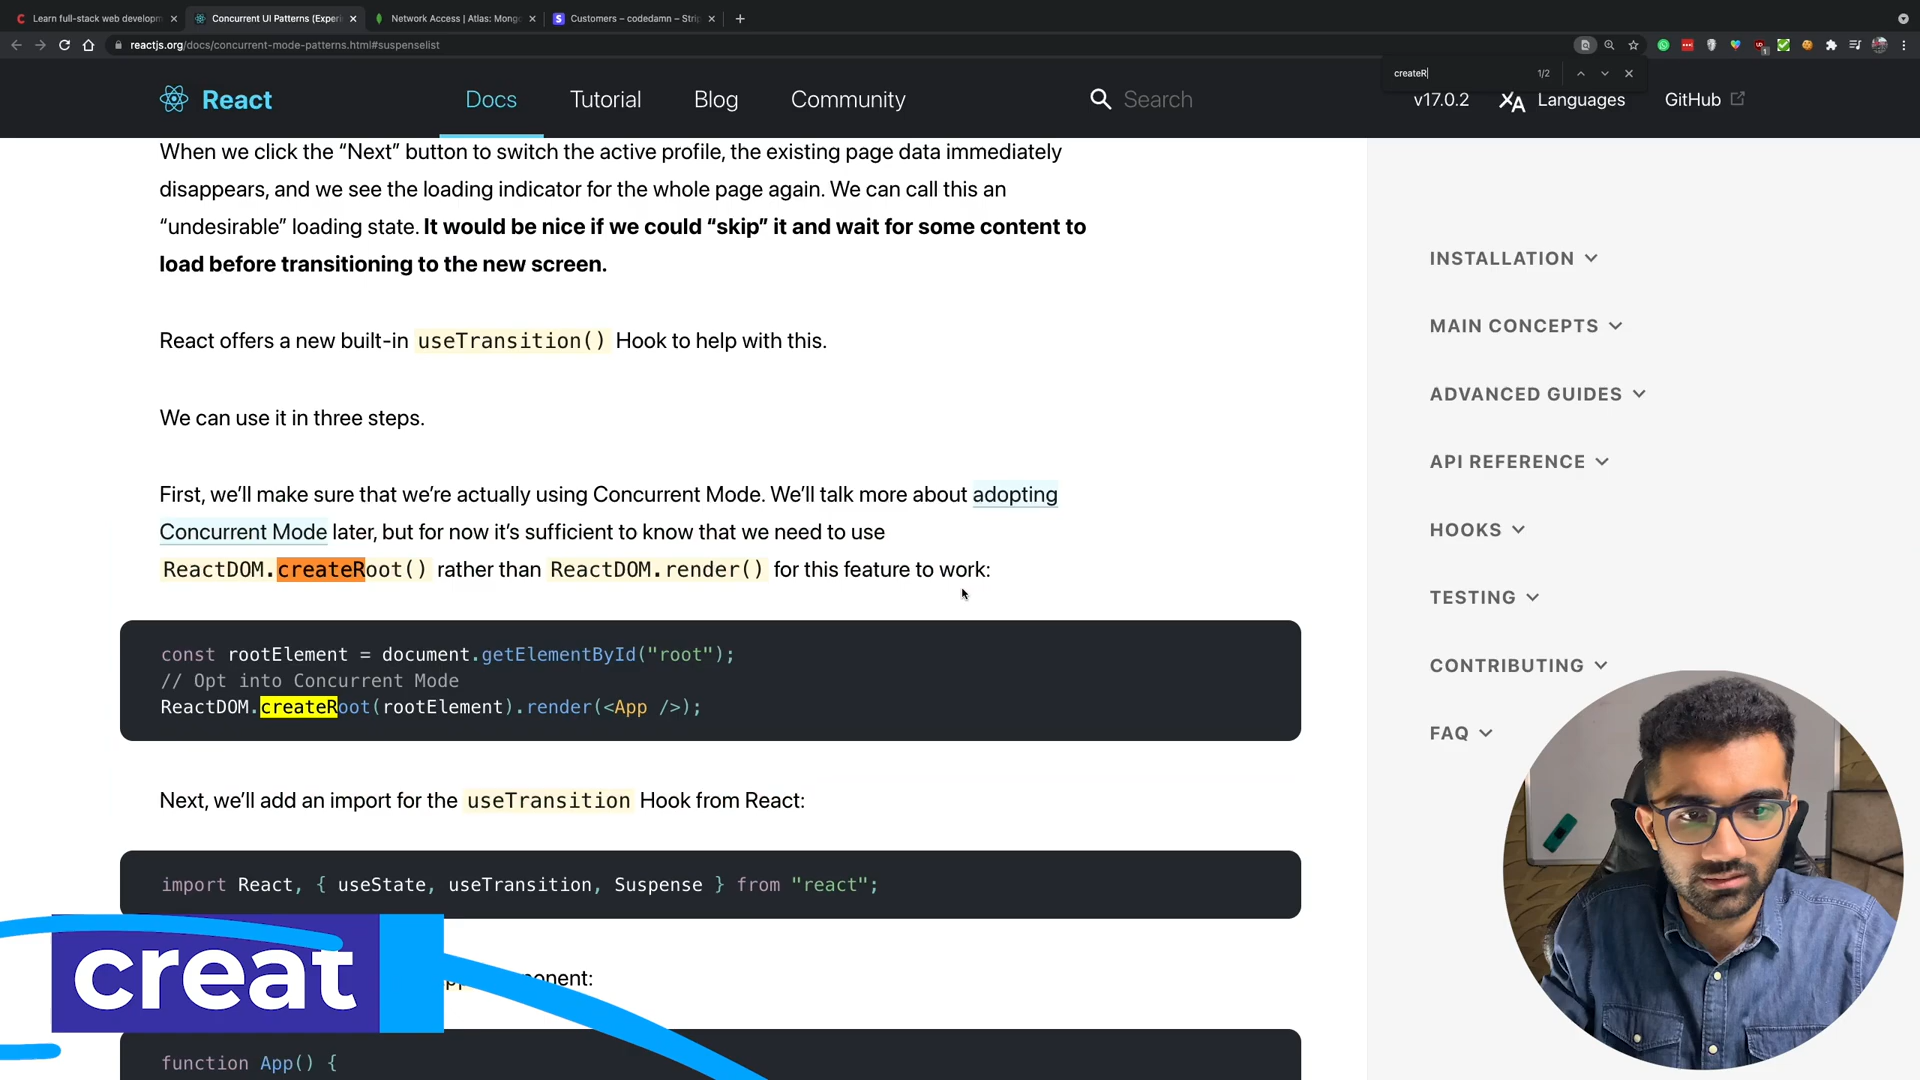 Learn full-stack web developm
Concurrent UI Patterns (Experi
Network Access | Atlas: Mong
Customers – codedamn – Strip
reactjs.org/docs/concurrent-mode-patterns.html#suspenselist
createR 1/2
React
Docs
Tutorial
Blog
Community
Search
v17.0.2
Languages
GitHub
When we click the “Next” button to switch the active profile, the existing page data immediately
disappears, and we see the loading indicator for the whole page again. We can call this an
“undesirable” loading state. It would be nice if we could “skip” it and wait for some content to
load before transitioning to the new screen.
React offers a new built-in useTransition() Hook to help with this.
We can use it in three steps.
First, we’ll make sure that we’re actually using Concurrent Mode. We’ll talk more about adopting
Concurrent Mode later, but for now it’s sufficient to know that we need to use
ReactDOM.createRoot() rather than ReactDOM.render() for this feature to work:
const rootElement = document.getElementById("root");
// Opt into Concurrent Mode
ReactDOM.createRoot(rootElement).render(<App />);
Next, we’ll add an import for the useTransition Hook from React:
import React, { useState, useTransition, Suspense } from "react";
onent:
function App() {
INSTALLATION
MAIN CONCEPTS
ADVANCED GUIDES
API REFERENCE
HOOKS
TESTING
CONTRIBUTING
FAQ
creat